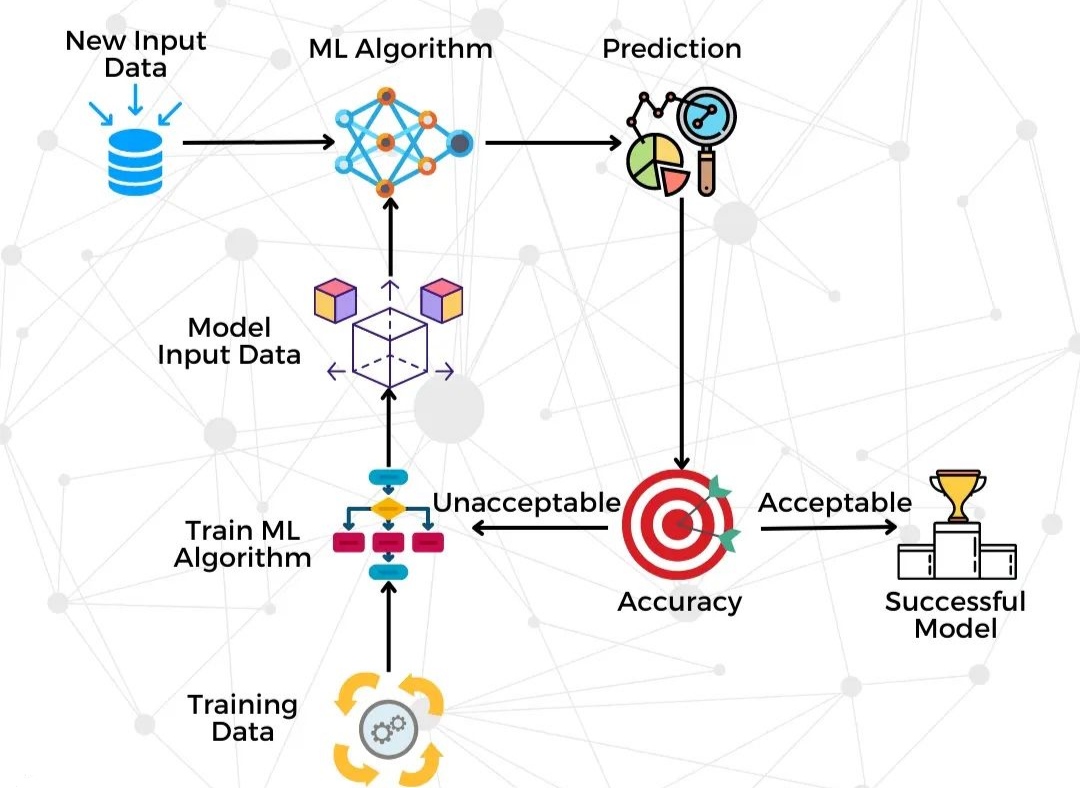 New Input
Data
ML Algorithm
Prediction
Model
Input Data
Unacceptable
Acceptable
Train ML
Algorithm
Accuracy
Successful
Model
Training
Data